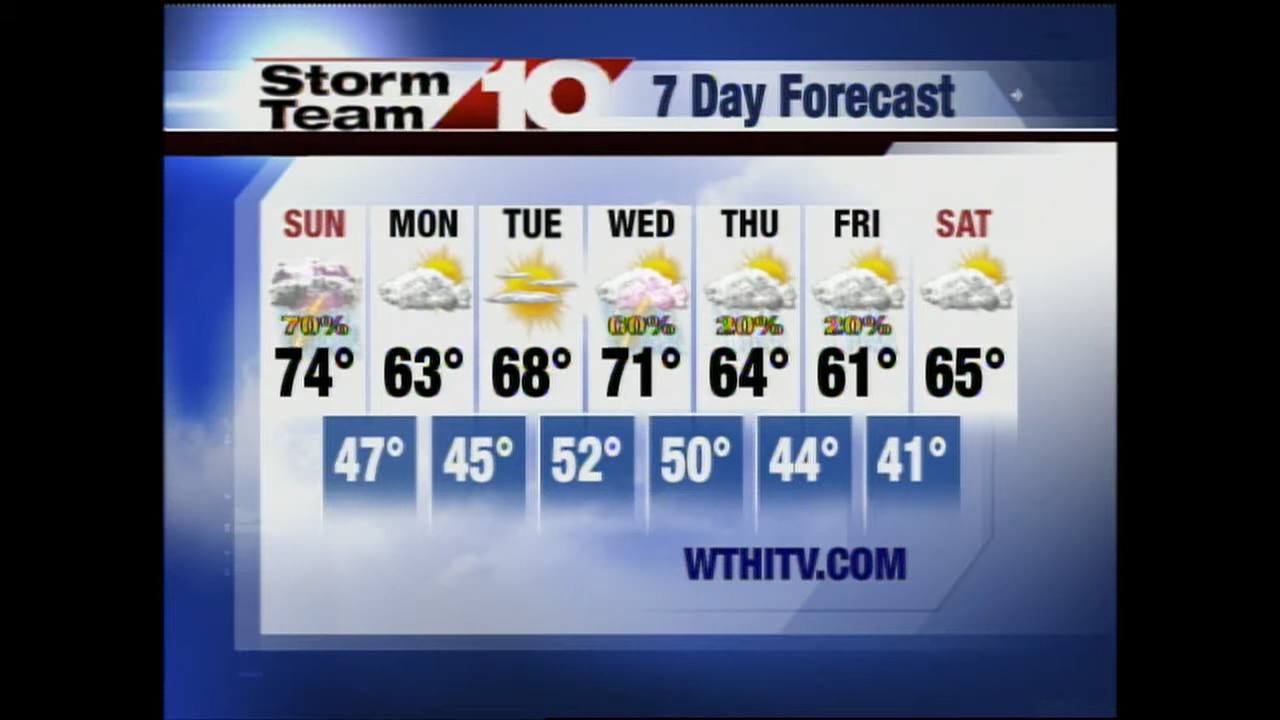 Storm
Team 10
7 Day Forecast
SUN MON TUE WED THU FRI SAT
70% 60% 20% 20%
74° 63° 68° 71° 64° 61° 65°
47° 45° 52° 50° 44° 41°
WTHITV.COM